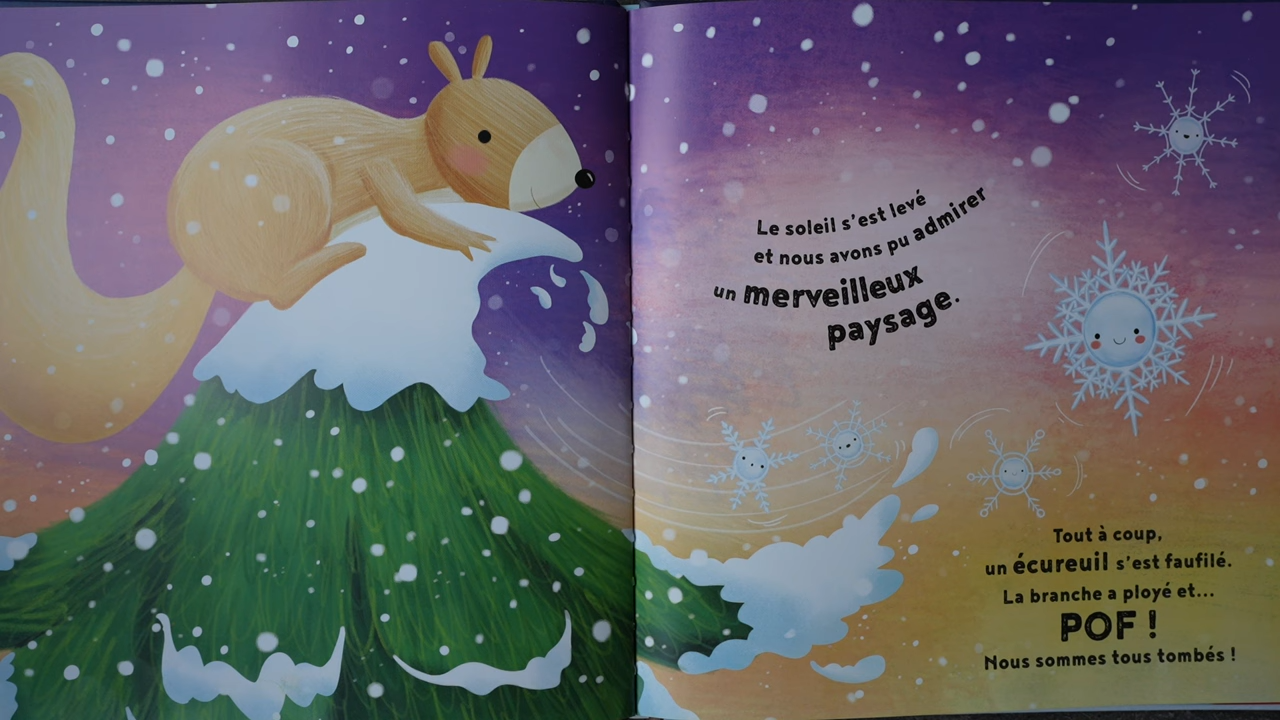 Le soleil s'est levé
et nous avons pu admirer
un merveilleux
paysage.
Tout à coup,
un écureuil s'est faufilé.
La branche a ployé et...
POF !
Nous sommes tous tombés !